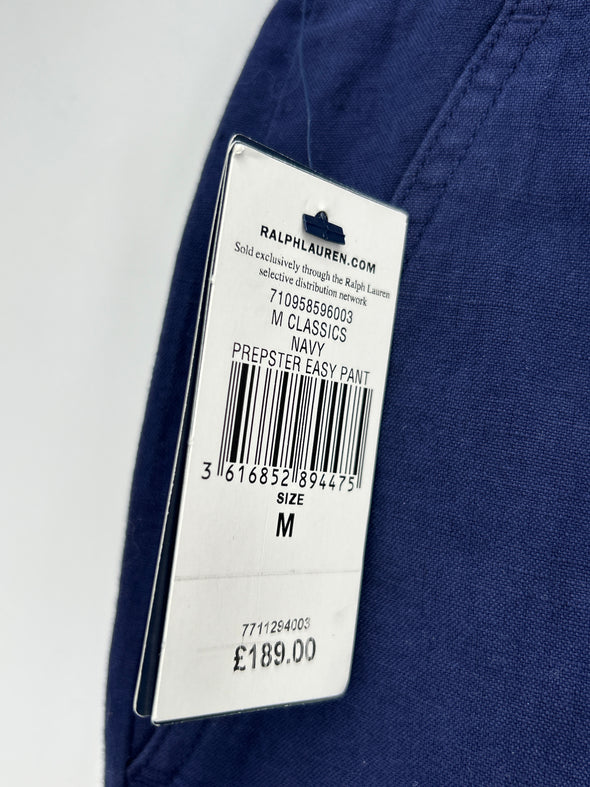 RALPHLAUREN.COM
Sold exclusively through the Ralph Lauren
selective distribution network
710958596003
M CLASSICS
NAVY
PREPSTER EASY PANT
3 616852 894475
SIZE
M
7711294003
£189.00